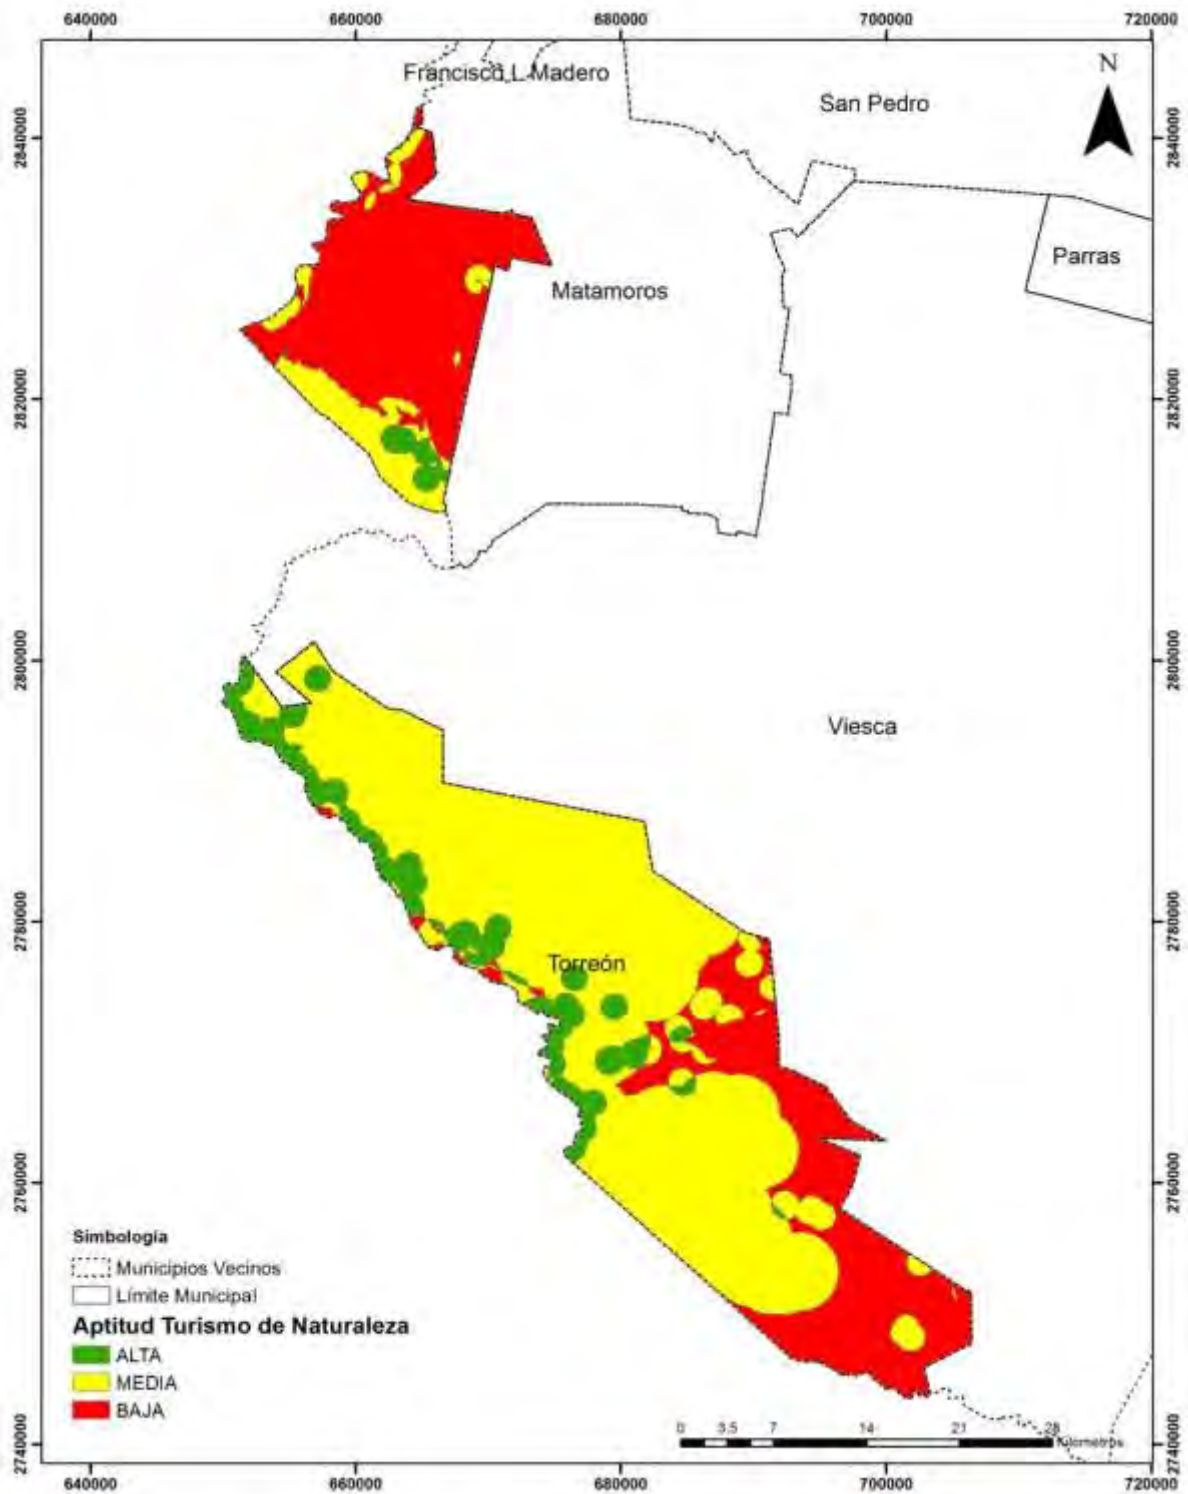 640000 660000 680000 700000 720000
Francisco L Madero
San Pedro
N
2840000 2840000
Parras
Matamoros
2820000 2820000
2800000 2800000
Viesca
2780000 2780000
Torreón
2760000 2760000
Simbología
Municipios Vecinos
Límite Municipal
Aptitud Turismo de Naturaleza
ALTA
MEDIA
BAJA
0 3.5 7 14 21 28
Kilómetros
2740000 2740000
640000 660000 680000 700000 720000